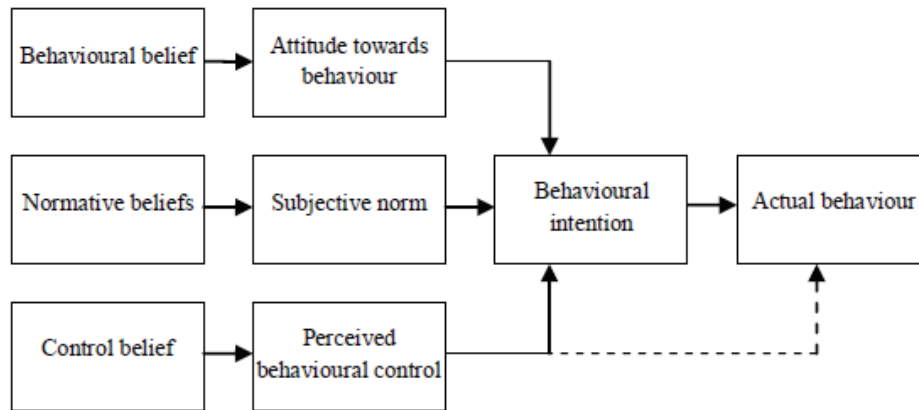 Behavioural belief
Attitude towards
behaviour
Normative beliefs
Subjective norm
Behavioural
intention
Actual behaviour
Control belief
Perceived
behavioural control